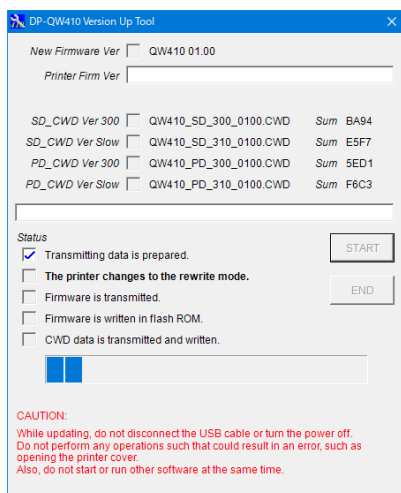 DP-QW410 Version Up Tool
New Firmware Ver QW410 01.00
Printer Firm Ver
SD_CWD Ver 300 QW410_SD_300_0100.CWD Sum BA94
SD_CWD Ver Slow QW410_SD_310_0100.CWD Sum E5F7
PD_CWD Ver 300 QW410_PD_300_0100.CWD Sum 5ED1
PD_CWD Ver Slow QW410_PD_310_0100.CWD Sum F6C3
Status
START
Transmitting data is prepared.
The printer changes to the rewrite mode.
END
Firmware is transmitted.
Firmware is written in flash ROM.
CWD data is transmitted and written.
CAUTION:
While updating, do not disconnect the USB cable or turn the power off.
Do not perform any operations such that could result in an error, such as
opening the printer cover.
Also, do not start or run other software at the same time.